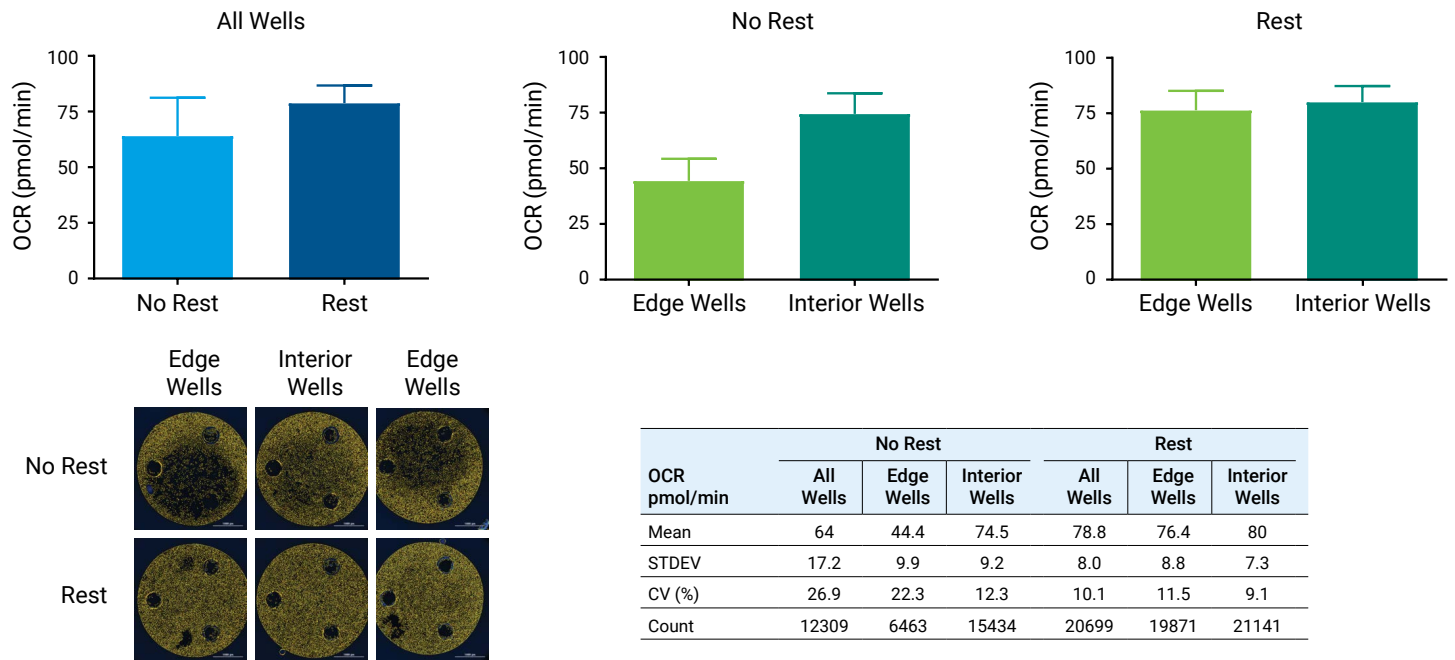 All Wells
OCR (pmol/min)
100
75
50
25
0
No Rest
Rest
No Rest
OCR (pmol/min)
100
75
50
25
0
Edge Wells
Interior Wells
Rest
OCR (pmol/min)
100
75
50
25
0
Edge Wells
Interior Wells
Edge Wells
Interior Wells
Edge Wells
No Rest
Rest
No Rest Rest
OCR pmol/min All Wells Edge Wells Interior Wells All Wells Edge Wells Interior Wells
Mean 64 44.4 74.5 78.8 76.4 80
STDEV 17.2 9.9 9.2 8.0 8.8 7.3
CV (%) 26.9 22.3 12.3 10.1 11.5 9.1
Count 12309 6463 15434 20699 19871 21141